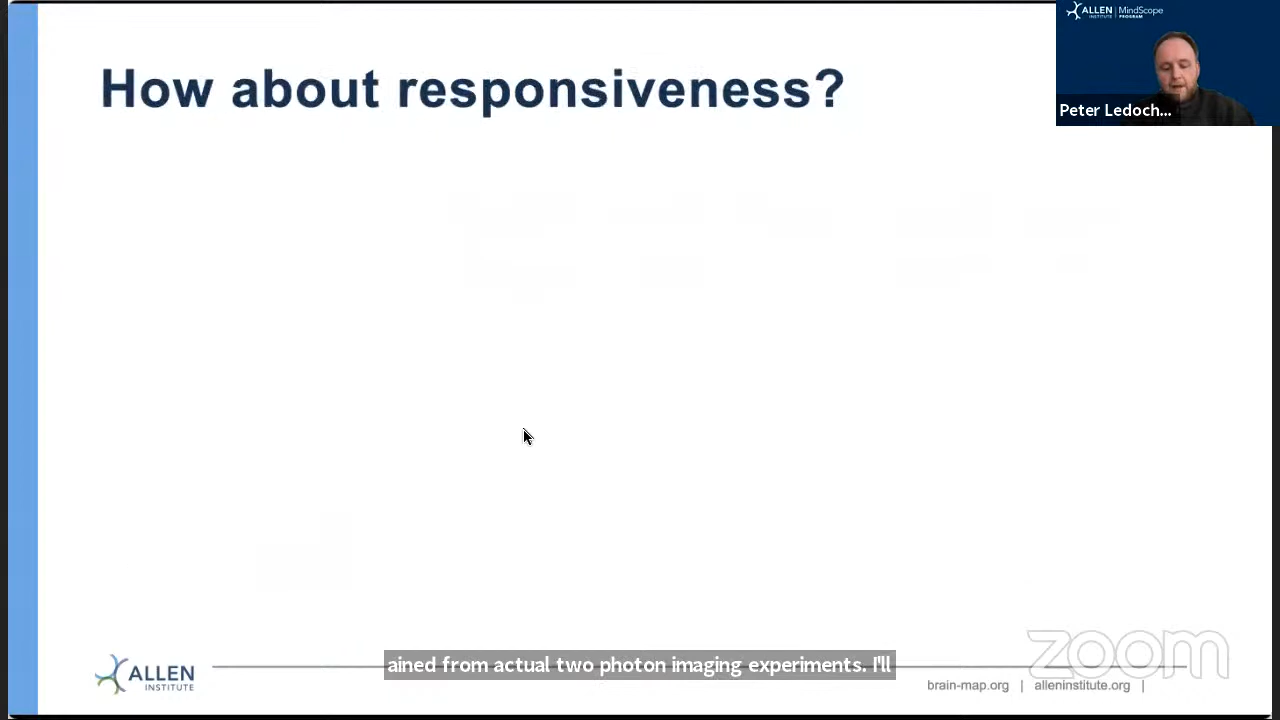 ALLEN INSTITUTE | MindScope PROGRAM
How about responsiveness?
Peter Ledoch...
ained from actual two photon imaging experiments. I'll
zoom
ALLEN
INSTITUTE
brain-map.org | alleninstitute.org |